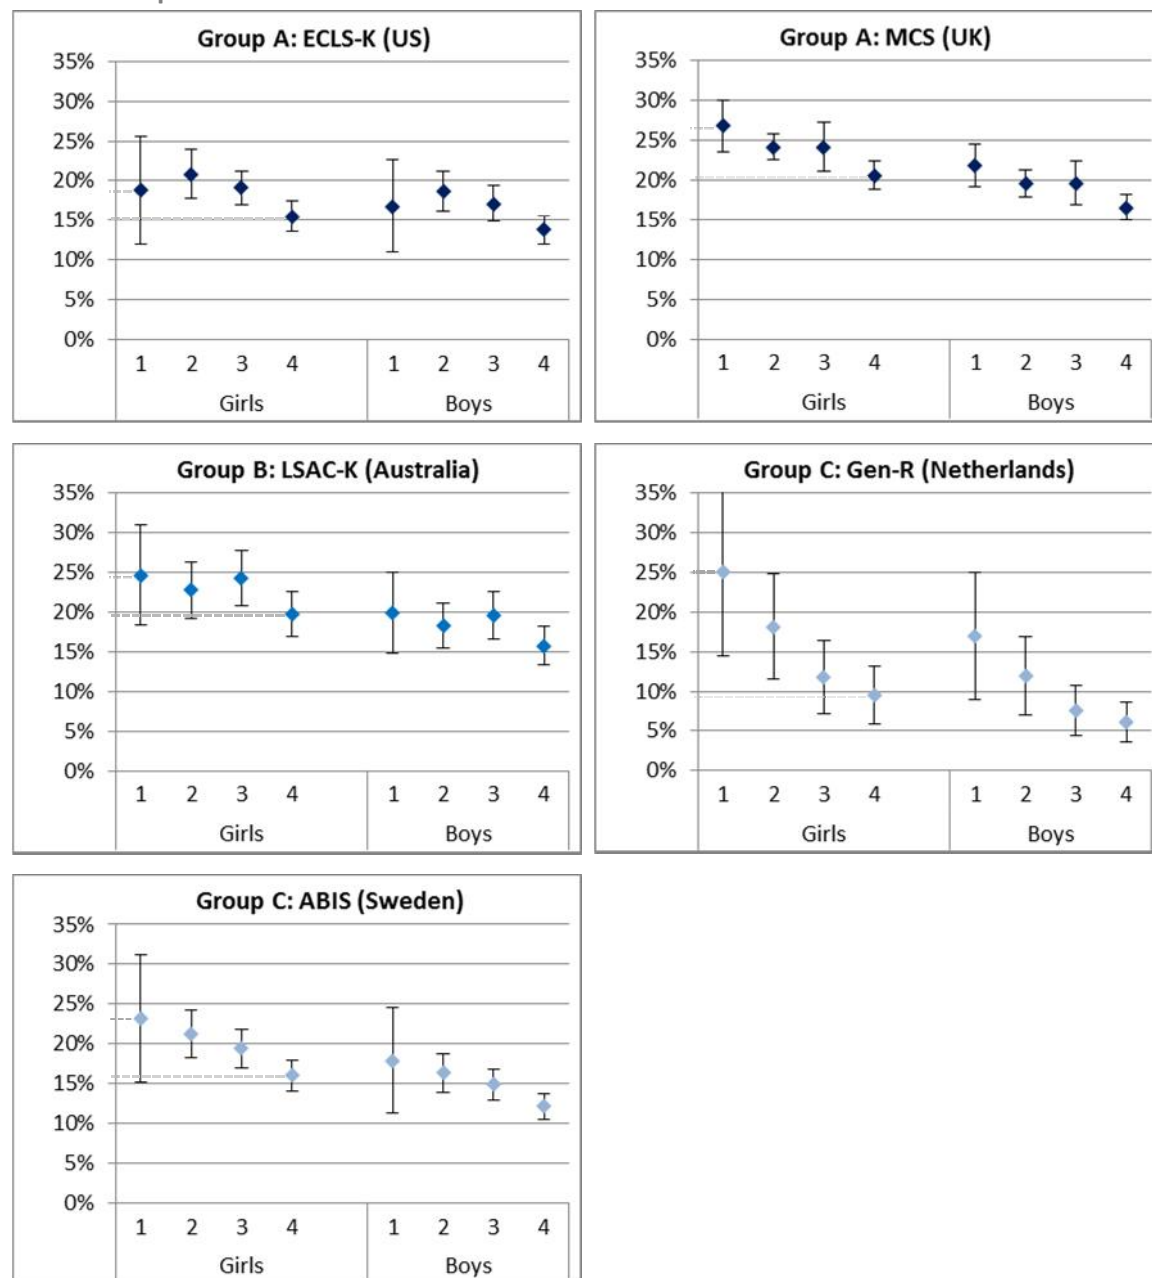 Group A: ECLS-K (US)
35%
30%
25%
20%
15%
10%
5%
0%
1 2 3 4 1 2 3 4
Girls Boys
Group A: MCS (UK)
35%
30%
25%
20%
15%
10%
5%
0%
1 2 3 4 1 2 3 4
Girls Boys
Group B: LSAC-K (Australia)
35%
30%
25%
20%
15%
10%
5%
0%
1 2 3 4 1 2 3 4
Girls Boys
Group C: Gen-R (Netherlands)
35%
30%
25%
20%
15%
10%
5%
0%
1 2 3 4 1 2 3 4
Girls Boys
Group C: ABIS (Sweden)
35%
30%
25%
20%
15%
10%
5%
0%
1 2 3 4 1 2 3 4
Girls Boys